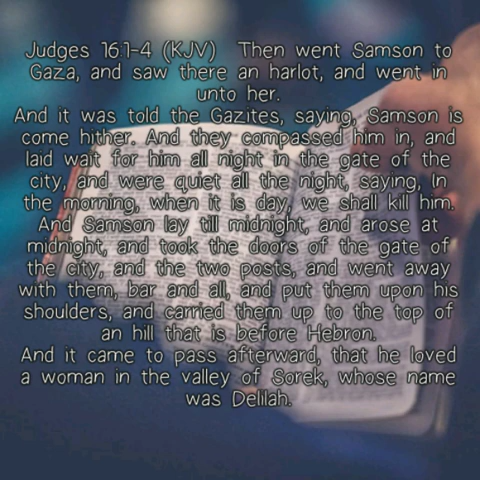 Judges 16:1-4 (KJV) Then went Samson to
Gaza, and saw there an harlot, and went in
unto her.
And it was told the Gazites, saying, Samson is
come hither. And they compassed him in, and
laid wait for him all night in the gate of the
city, and were quiet all the night, saying, In
the morning, when it is day, we shall kill him.
And Samson lay till midnight, and arose at
midnight, and took the doors of the gate of
the city, and the two posts, and went away
with them, bar and all, and put them upon his
shoulders, and carried them up to the top of
an hill that is before Hebron.
And it came to pass afterward, that he loved
a woman in the valley of Sorek, whose name
was Delilah.